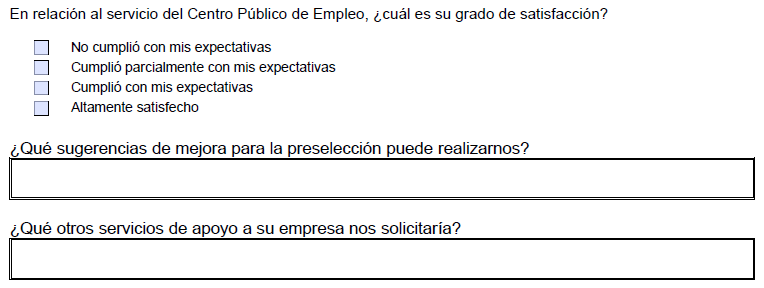 En relación al servicio del Centro Público de Empleo, ¿cuál es su grado de satisfacción?
No cumplió con mis expectativas
Cumplió parcialmente con mis expectativas
Cumplió con mis expectativas
Altamente satisfecho
¿Qué sugerencias de mejora para la preselección puede realizarnos?
¿Qué otros servicios de apoyo a su empresa nos solicitaría?